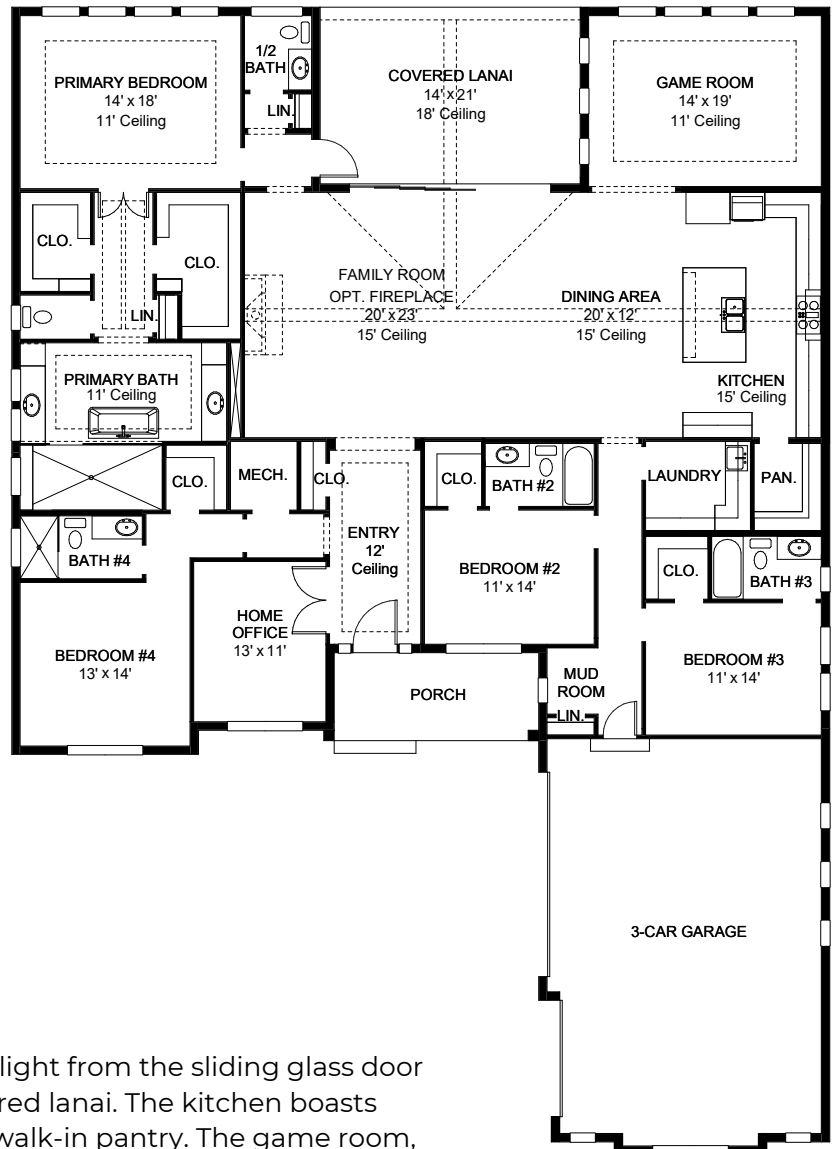 PRIMARY BEDROOM
14' x 18'
11' Ceiling
1/2
BATH
LIN.
COVERED LANAI
14' x 21'
18' Ceiling
GAME ROOM
14' x 19'
11' Ceiling
CLO.
CLO.
LIN.
FAMILY ROOM
OPT. FIREPLACE
20' x 23'
15' Ceiling
DINING AREA
20' x 12'
15' Ceiling
KITCHEN
15' Ceiling
PRIMARY BATH
11' Ceiling
CLO.
MECH.
CLO.
ENTRY
12'
Ceiling
CLO.
BATH #2
LAUNDRY
PAN.
BATH #4
BEDROOM #2
11' x 14'
CLO.
BATH #3
HOME
OFFICE
13' x 11'
BEDROOM #4
13' x 14'
PORCH
MUD
ROOM
LIN.
BEDROOM #3
11' x 14'
3-CAR GARAGE
light from the sliding glass door
red lanai. The kitchen boasts
walk-in pantry. The game room,